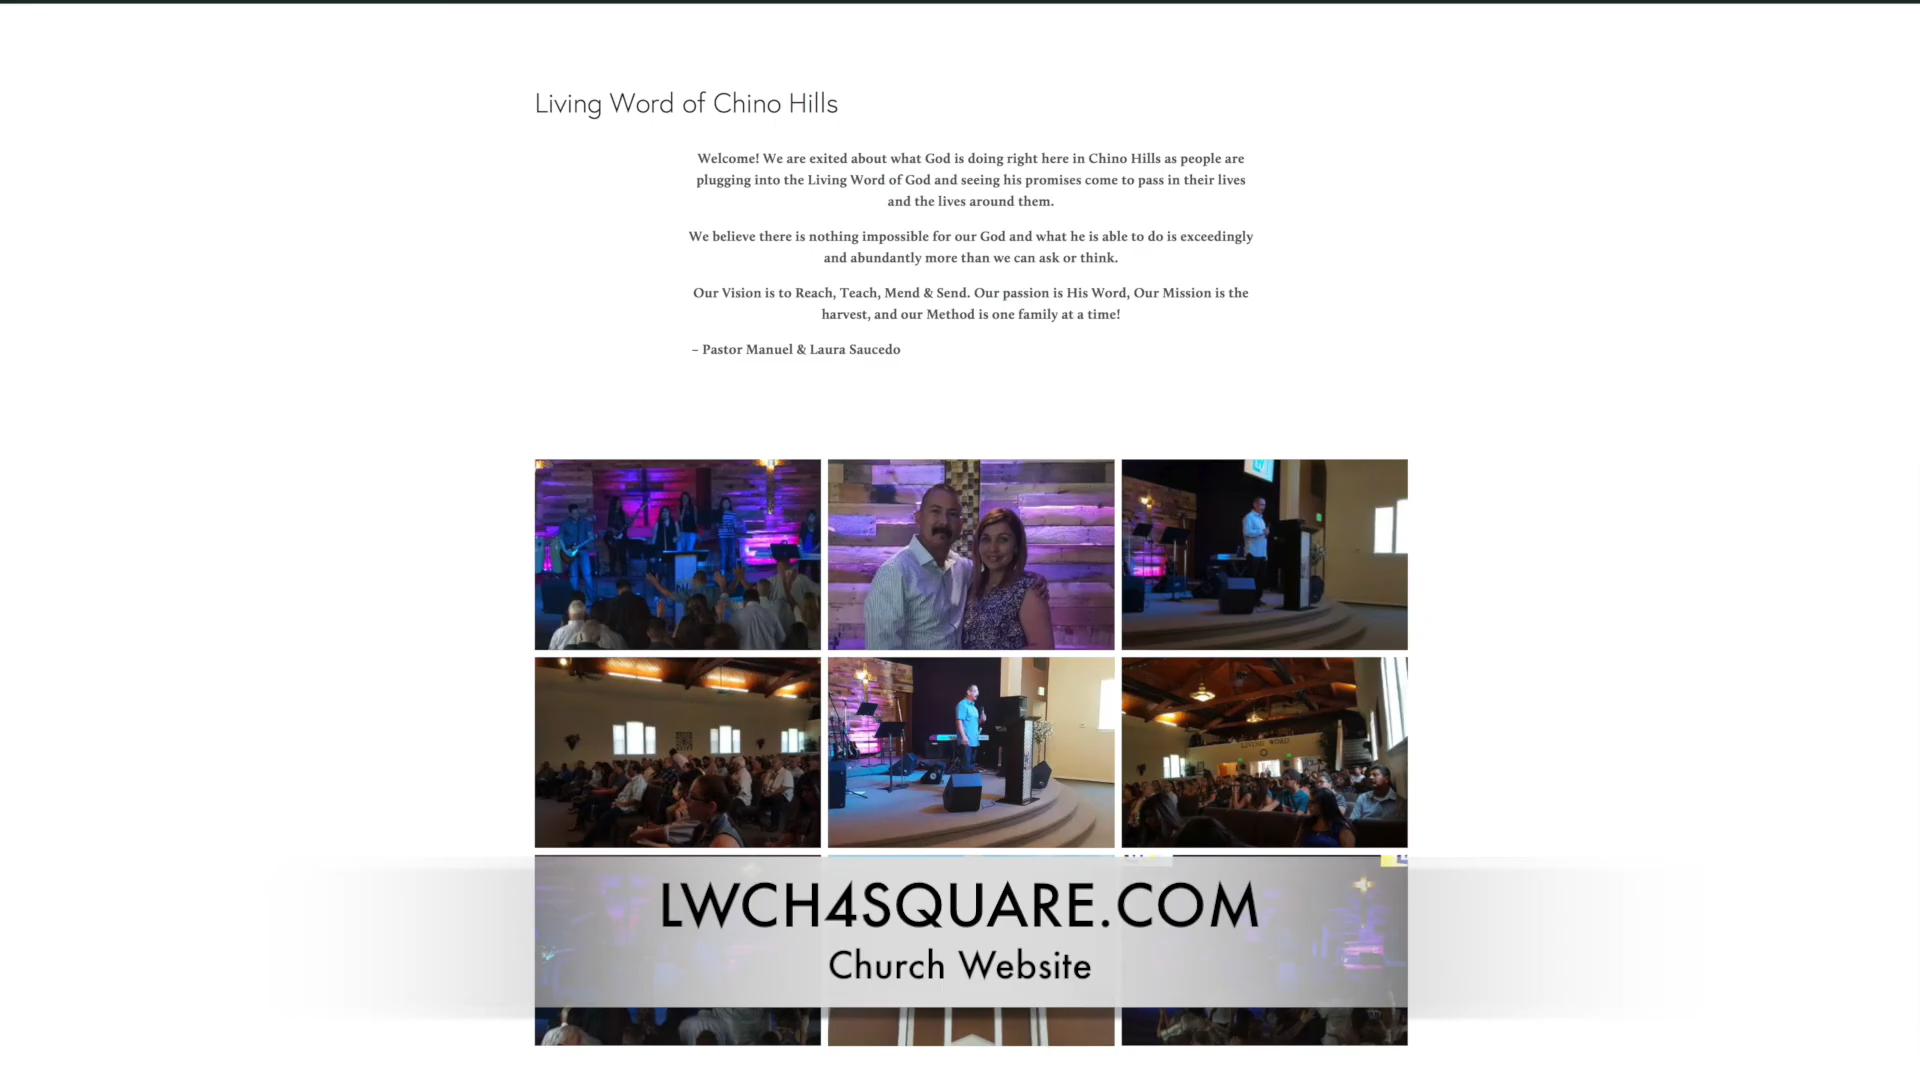 Living Word of Chino Hills
Welcome! We are exited about what God is doing right here in Chino Hills as people are
plugging into the Living Word of God and seeing his promises come to pass in their lives
and the lives around them.
We believe there is nothing impossible for our God and what he is able to do is exceedingly
and abundantly more than we can ask or think.
Our Vision is to Reach, Teach, Mend & Send. Our passion is His Word, Our Mission is the
harvest, and our Method is one family at a time!
– Pastor Manuel & Laura Saucedo
LIVING WORD
LWCH4SQUARE.COM
Church Website